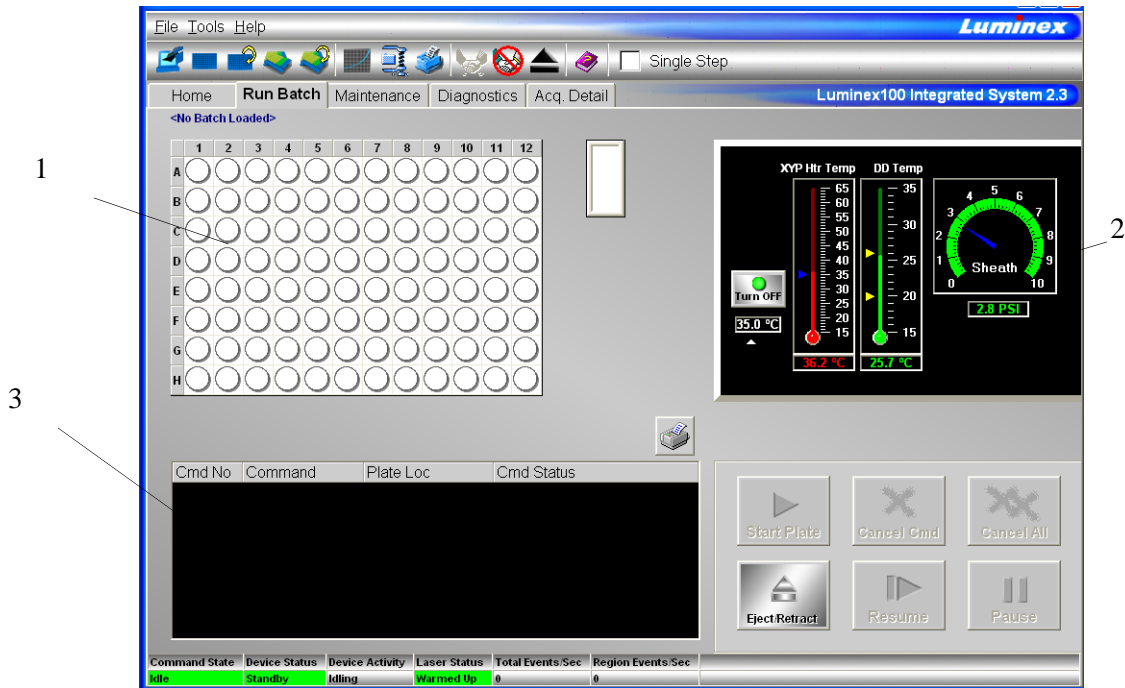 File Tools Help
Luminex
Single Step
Home Run Batch Maintenance Diagnostics Acq. Detail
Luminex100 Integrated System 2.3
<No Batch Loaded>
1 2 3 4 5 6 7 8 9 10 11 12
A
B
C
D
E
F
G
H
XYP Htr Temp
65
60
55
50
45
40
35
30
25
20
15
Turn OFF
35.0 ºC
36.2 ºC
DD Temp
35
30
25
20
15
25.7 ºC
0 1 2 3 4 5 6 7 8 9 10
Sheath
2.8 PSI
1
2
3
Cmd No Command Plate Loc Cmd Status
Start Plate
Cancel Cmd
Cancel All
Eject/Retract
Resume
Pause
Command State Device Status Device Activity Laser Status Total Events/Sec Region Events/Sec
Idle Standby Idling Warmed Up 0 0